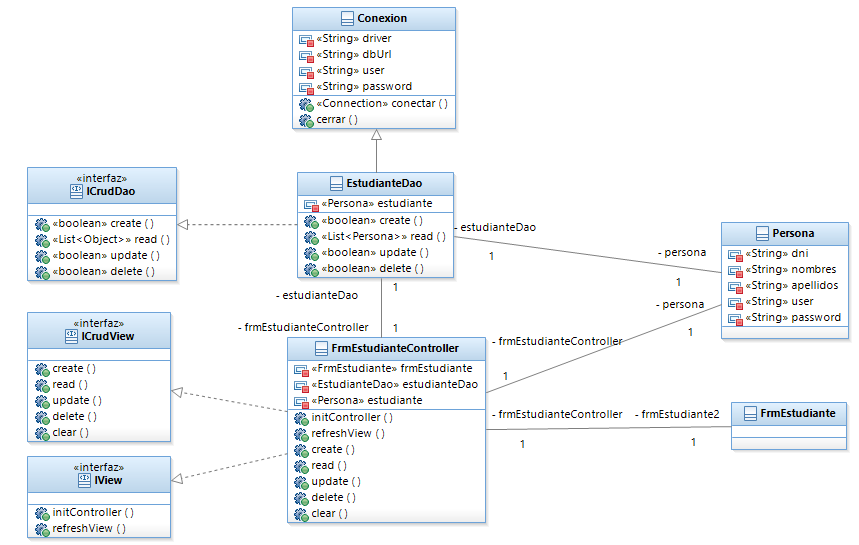 Conexion
«String» driver
«String» dbUrl
«String» user
«String» password
«Connection» conectar ( )
cerrar ( )
«interfaz»
ICrudDao
«boolean» create ( )
«List<Object>» read ( )
«boolean» update ( )
«boolean» delete ( )
EstudianteDao
«Persona» estudiante
«boolean» create ( )
«List<Persona>» read ( )
«boolean» update ( )
«boolean» delete ( )
- estudianteDao
1
- persona
1
Persona
«String» dni
«String» nombres
«String» apellidos
«String» user
«String» password
- estudianteDao
1
- frmEstudianteController
1
- persona
1
- frmEstudianteController
1
«interfaz»
ICrudView
create ( )
read ( )
update ( )
delete ( )
clear ( )
FrmEstudianteController
«FrmEstudiante» frmEstudiante
«EstudianteDao» estudianteDao
«Persona» estudiante
initController ( )
refreshView ( )
create ( )
read ( )
update ( )
delete ( )
clear ( )
- frmEstudianteController
1
- frmEstudiante2
1
FrmEstudiante
«interfaz»
IView
initController ( )
refreshView ( )